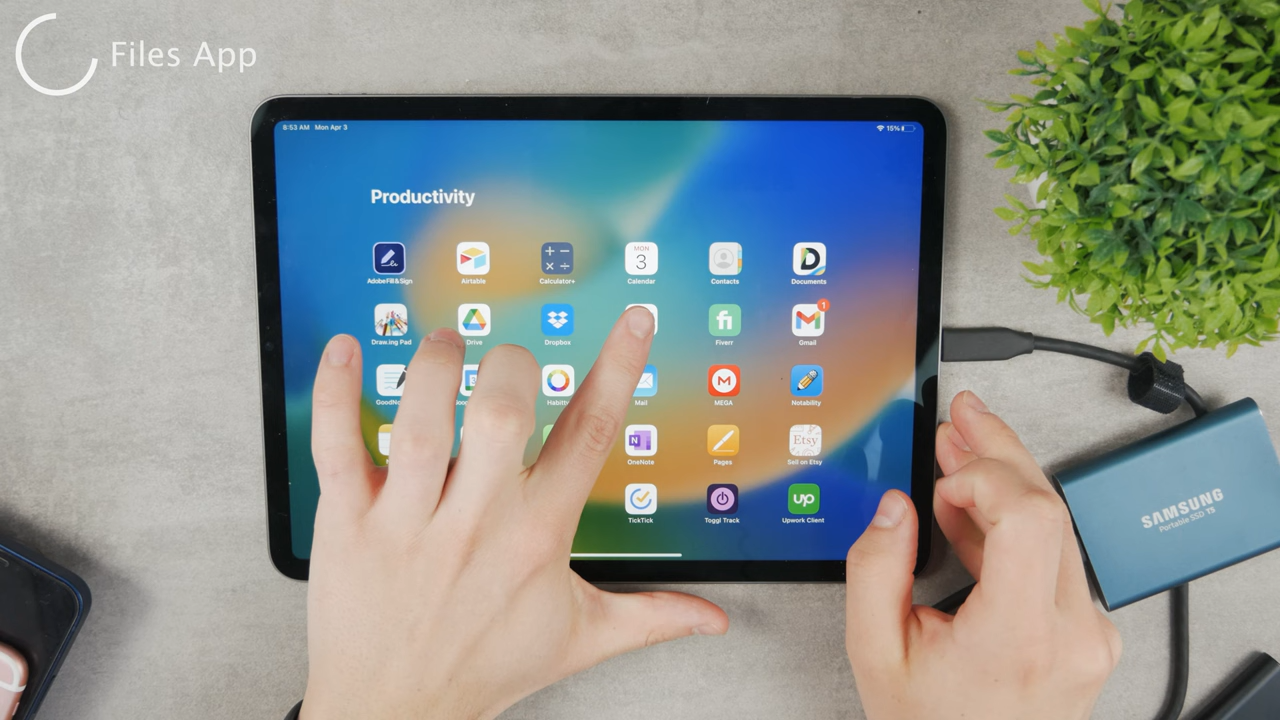 Files App
8:53 AM Mon Apr 3
15%
Productivity
Adobe Fill & Sign
Airtable
Calculator+
MON
3
Calendar
Contacts
D
Documents
Drawing Pad
Drive
Dropbox
fi
Fiverr
1
Gmail
GoodNo
Mail
MEGA
Notability
N
OneNote
Pages
Etsy
Sell on Etsy
TickTick
Toggl Track
up
Upwork Client
SAMSUNG
Portable SSD T5